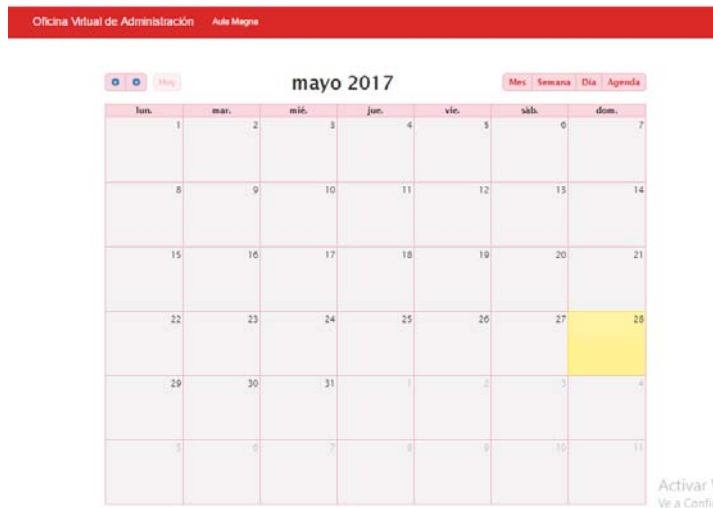 Oficina Virtual de Administración Aula Magna
Hoy mayo 2017 Mes Semana Día Agenda
lun. mar. mié. jue. vie. sáb. dom.
1 2 3 4 5 6 7
8 9 10 11 12 13 14
15 16 17 18 19 20 21
22 23 24 25 26 27 28
29 30 31 1 2 3 4
5 6 7 8 9 10 11
Activar
Ve a Confi